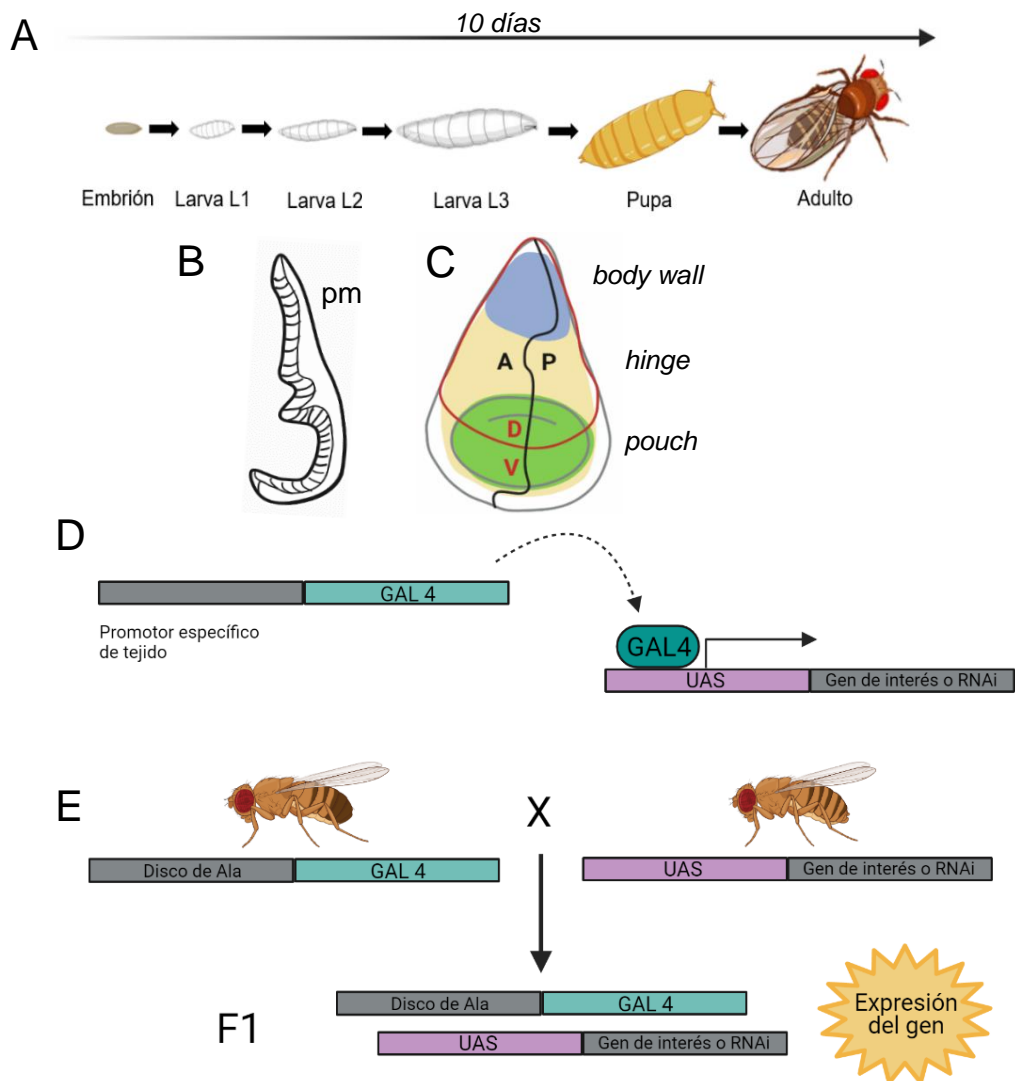 A
10 días
Embrión
Larva L1
Larva L2
Larva L3
Pupa
Adulto
B
pm
C
body wall
A
P
hinge
D
V
pouch
D
GAL 4
Promotor específico
de tejido
GAL4
UAS
Gen de interés o RNAi
E
X
Disco de Ala
GAL 4
UAS
Gen de interés o RNAi
F1
Disco de Ala
GAL 4
UAS
Gen de interés o RNAi
Expresión
del gen